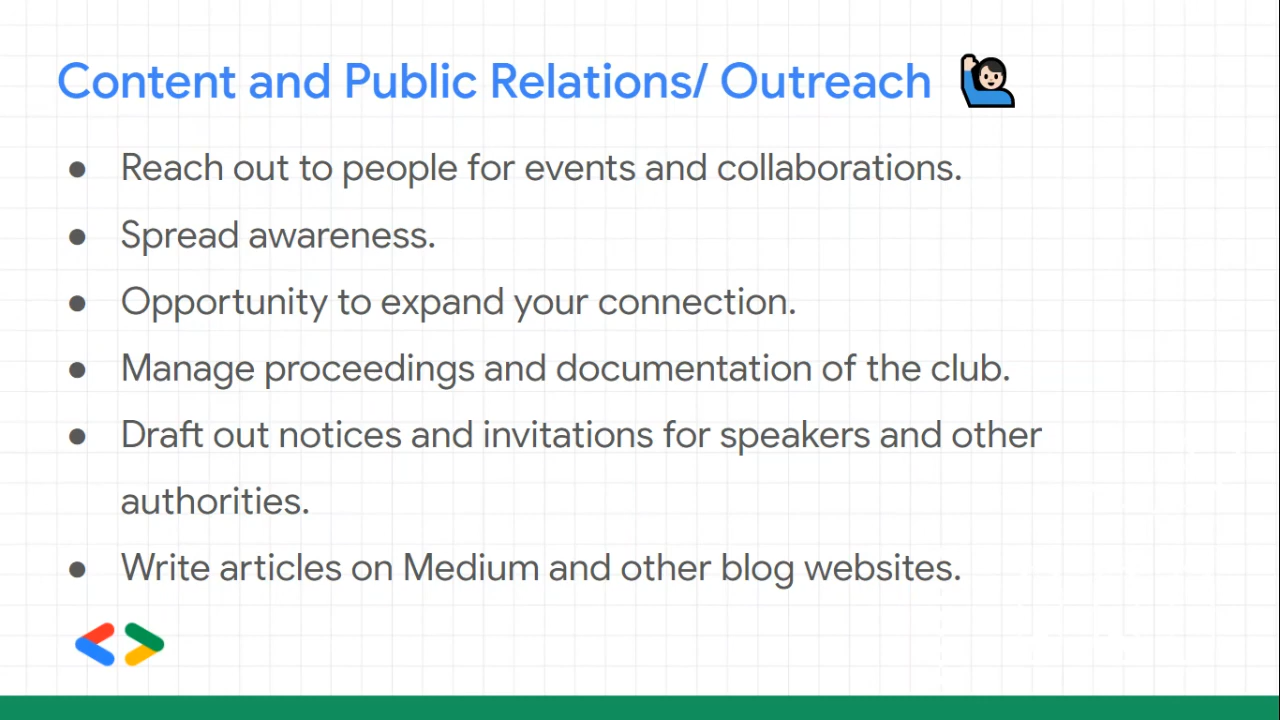 Content and Public Relations/ Outreach
● Reach out to people for events and collaborations.
● Spread awareness.
● Opportunity to expand your connection.
● Manage proceedings and documentation of the club.
● Draft out notices and invitations for speakers and other
authorities.
● Write articles on Medium and other blog websites.